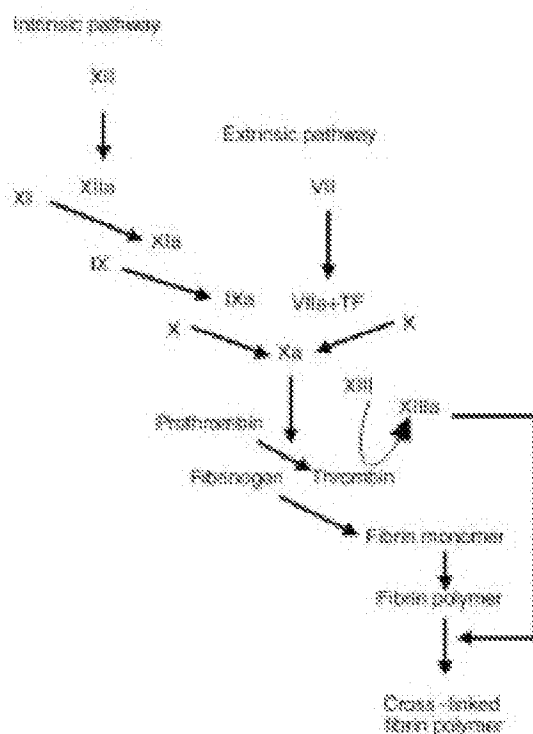 Intrinsic pathway
XII
Extrinsic pathway
XIIa
VII
XI
XIa
IX
IXa
VIIa+TF
X
X
Xa
XIII
XIIIa
Prothrombin
Fibrinogen
Thrombin
Fibrin monomer
Fibrin polymer
Cross-linked
fibrin polymer